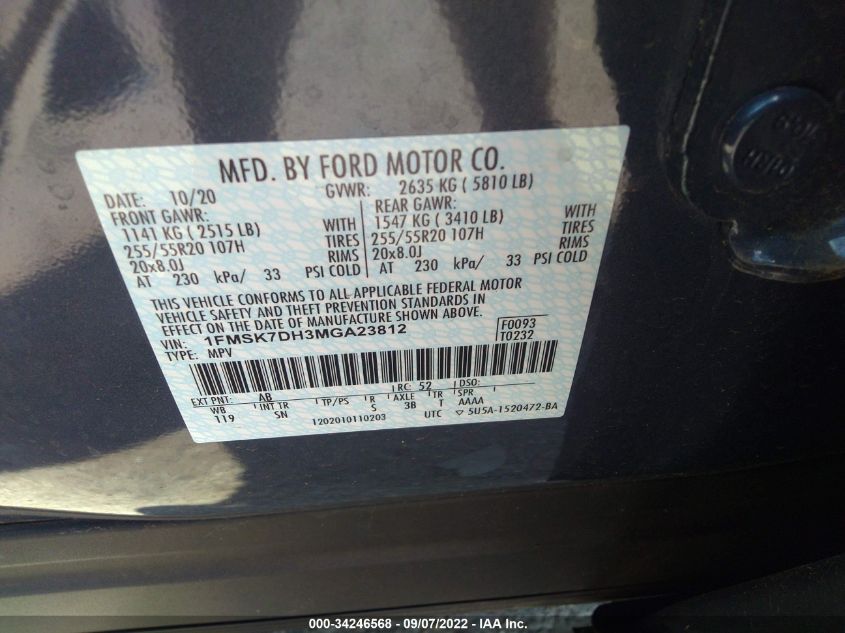 MFD. BY FORD MOTOR CO.
DATE: 10/20 GVWR: 2635 KG ( 5810 LB)
FRONT GAWR: REAR GAWR:
1141 KG ( 2515 LB) WITH 1547 KG ( 3410 LB) WITH
255/55R20 107H TIRES 255/55R20 107H TIRES
20x8.0J RIMS 20x8.0J RIMS
AT 230 kPa/ 33 PSI COLD AT 230 kPa/ 33 PSI COLD
THIS VEHICLE CONFORMS TO ALL APPLICABLE FEDERAL MOTOR
VEHICLE SAFETY AND THEFT PREVENTION STANDARDS IN
EFFECT ON THE DATE OF MANUFACTURE SHOWN ABOVE.
VIN: 1FMSK7DH3MGA23812 F0093
TYPE: MPV T0232
EXT PNT: AB RC: 52 DSO:
WB INT TR TP/PS R AXLE TR SPR
119 SN S 3B T AAAA
1202010110203 UTC ▽ 5U5A-1520472-BA
000-34246568 - 09/07/2022 - IAA Inc.